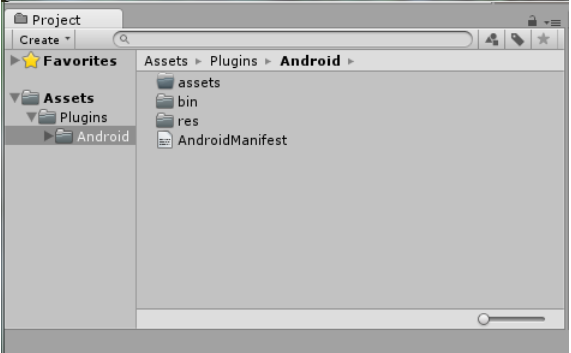 Project
Create
Favorites
Assets
Plugins
Android
Assets Plugins Android
assets
bin
res
AndroidManifest